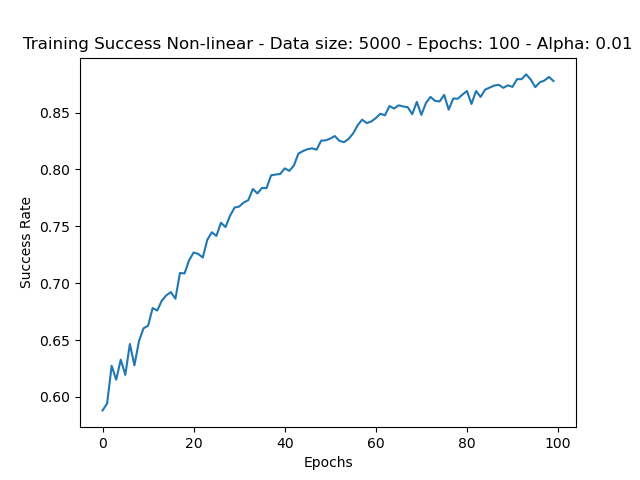 Training Success Non-linear - Data size: 5000 - Epochs: 100 - Alpha: 0.01
0.85
0.80
0.75
0.70
0.65
0.60
Success Rate
0 20 40 60 80 100
Epochs